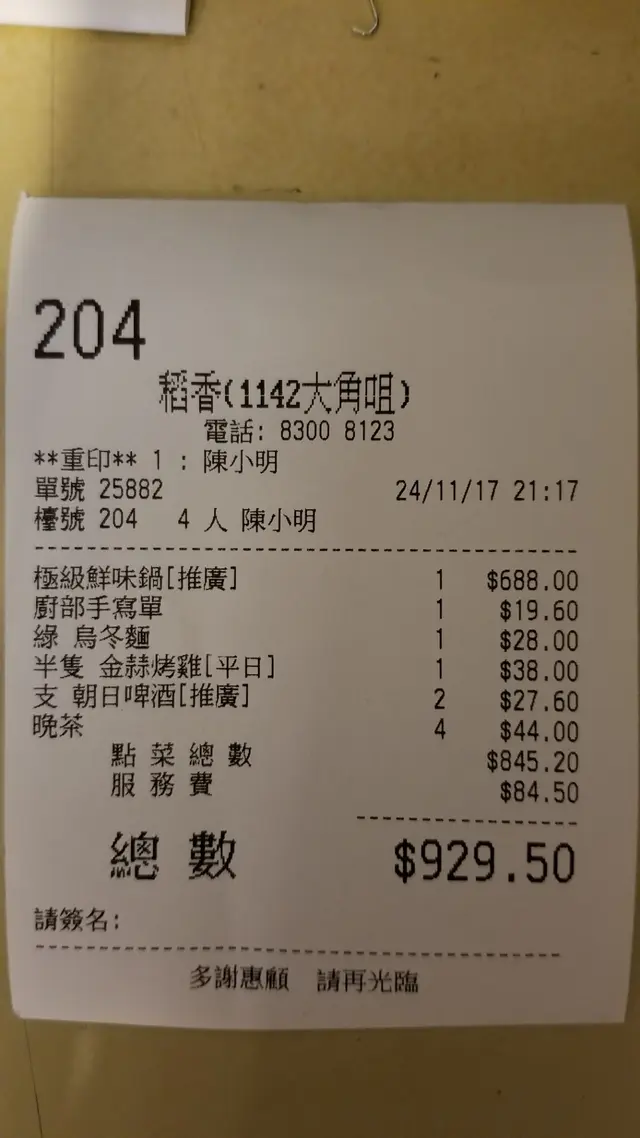 204
稻香(1142大角咀)
電話: 8300 8123
**重印** 1 : 陳小明
單號 25882 24/11/17 21:17
檯號 204 4 人 陳小明
極級鮮味鍋[推廣] 1 $688.00
廚部手寫單 1 $19.60
綠 烏冬麵 1 $28.00
半隻 金蒜烤雞[平日] 1 $38.00
支 朝日啤酒[推廣] 2 $27.60
晚茶 4 $44.00
點 菜 總 數 $845.20
服 務 費 $84.50
總 數 $929.50
請簽名:
多謝惠顧 請再光臨